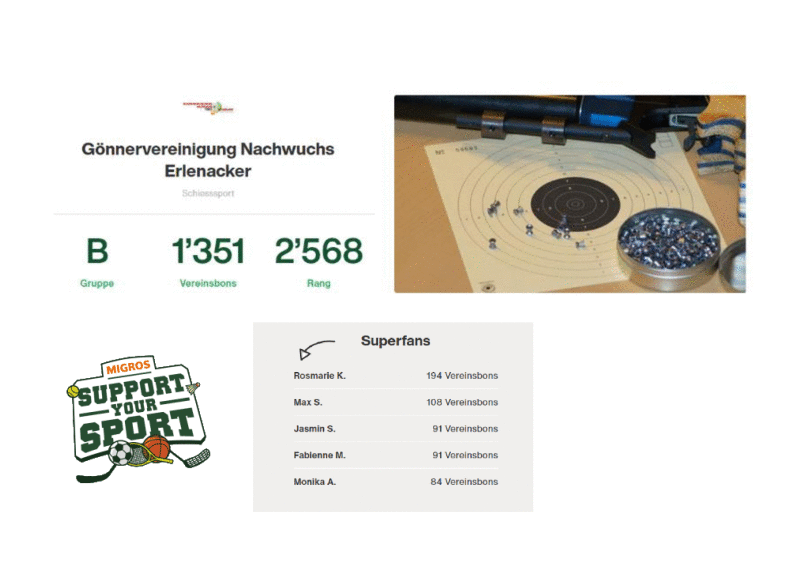 Gönnervereinigung Nachwuchs
Erlenacker
Schiesssport
B
1'351
2'568
Gruppe
Vereinsbons
Rang
MIGROS
SUPPORT
YOUR
SPORT
Superfans
Rosmarie K. 194 Vereinsbons
Max S. 108 Vereinsbons
Jasmin S. 91 Vereinsbons
Fabienne M. 91 Vereinsbons
Monika A. 84 Vereinsbons